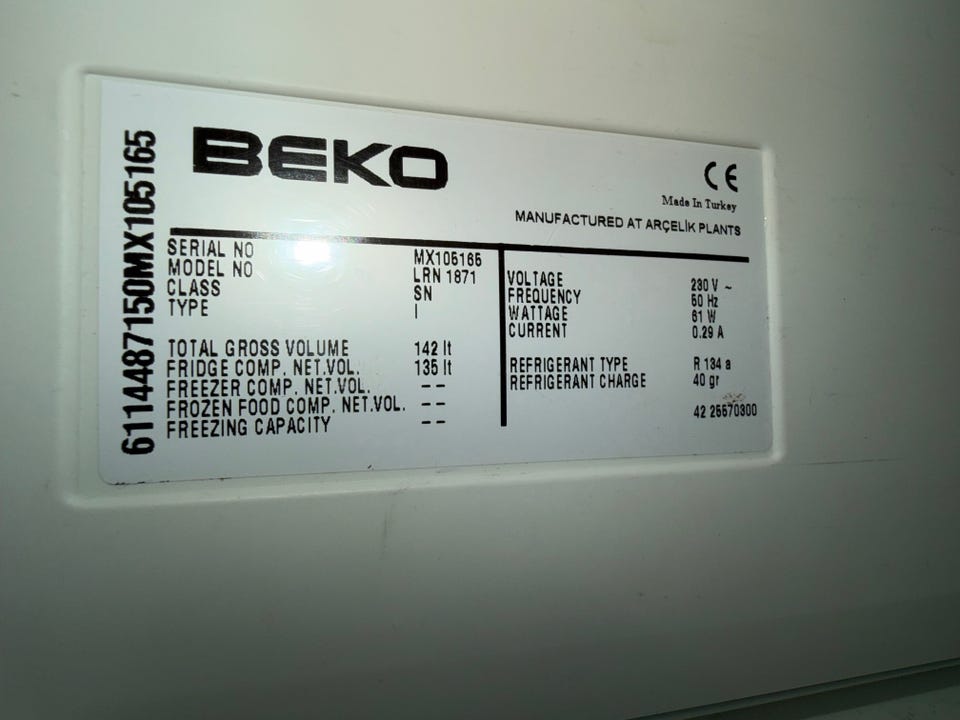 6114487150MX105165
BEKO
CE
Made In Turkey
MANUFACTURED AT ARÇELİK PLANTS
SERIAL NO MX105165
MODEL NO LRN 1871
CLASS SN
TYPE I
TOTAL GROSS VOLUME 142 lt
FRIDGE COMP. NET.VOL. 135 lt
FREEZER COMP. NET.VOL. --
FROZEN FOOD COMP. NET.VOL. --
FREEZING CAPACITY --
VOLTAGE 230 V ~
FREQUENCY 50 Hz
WATTAGE 61 W
CURRENT 0.29 A
REFRIGERANT TYPE R 134 a
REFRIGERANT CHARGE 40 gr